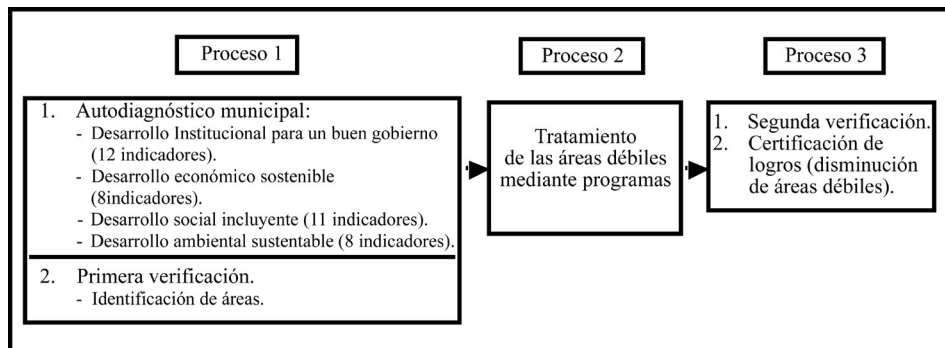 Proceso 1
1. Autodiagnóstico municipal:
- Desarrollo Institucional para un buen gobierno
(12 indicadores).
- Desarrollo económico sostenible
(8indicadores).
- Desarrollo social incluyente (11 indicadores).
- Desarrollo ambiental sustentable (8 indicadores).
2. Primera verificación.
- Identificación de áreas.
Proceso 2
Tratamiento
de las áreas débiles
mediante programas
Proceso 3
1. Segunda verificación.
2. Certificación de
logros (disminución
de áreas débiles).